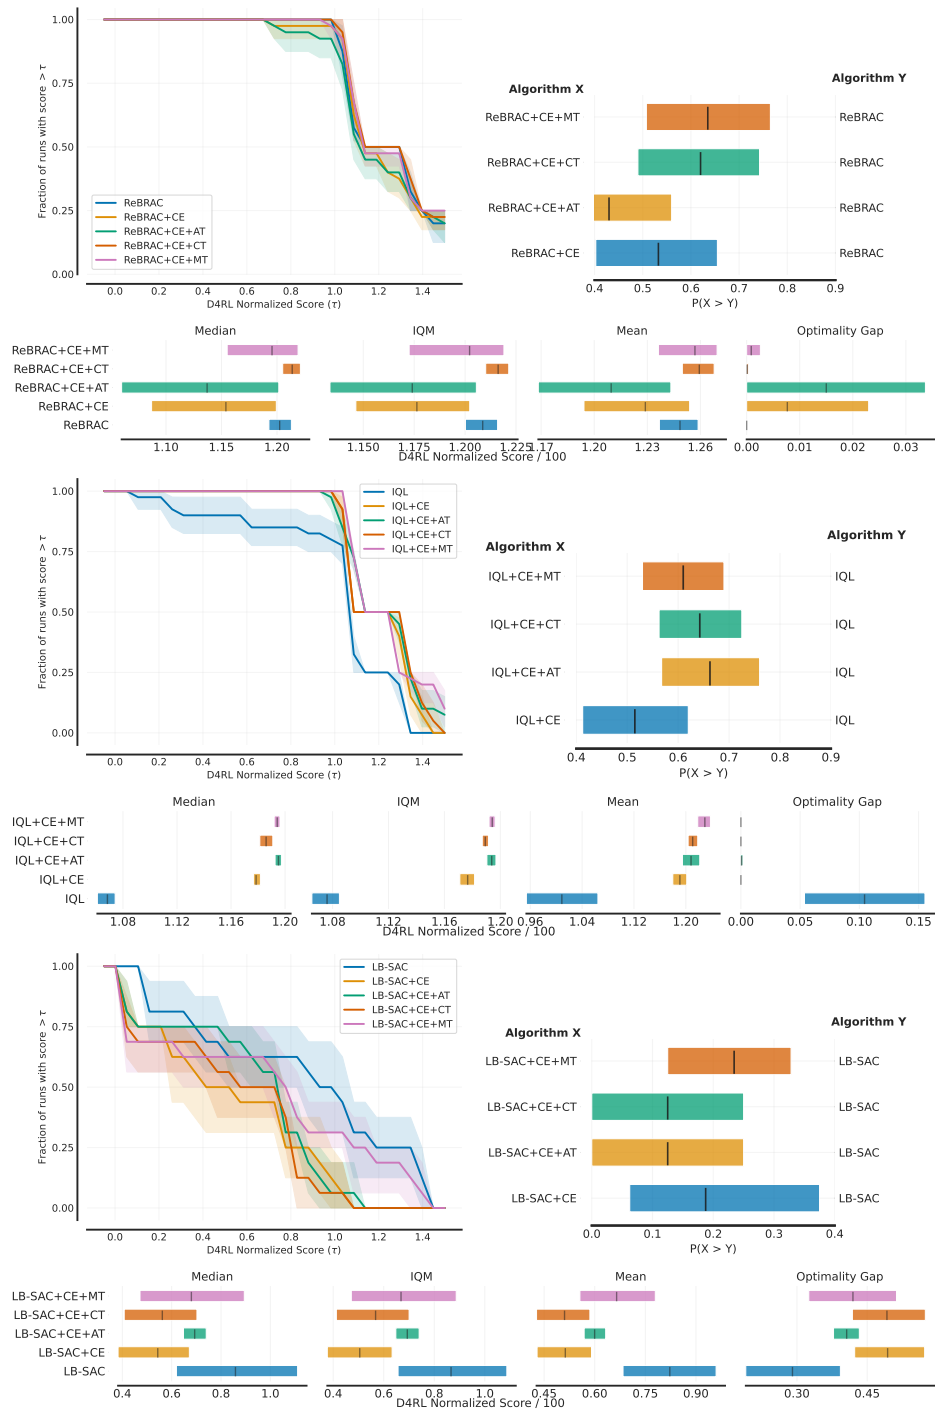 1.00
0.75
0.50
0.25
0.00
Fraction of runs with score > τ
ReBRAC
ReBRAC+CE
ReBRAC+CE+AT
ReBRAC+CE+CT
ReBRAC+CE+MT
0.0 0.2 0.4 0.6 0.8 1.0 1.2 1.4
D4RL Normalized Score (τ)
Algorithm X Algorithm Y
ReBRAC+CE+MT ReBRAC
ReBRAC+CE+CT ReBRAC
ReBRAC+CE+AT ReBRAC
ReBRAC+CE ReBRAC
0.4 0.5 0.6 0.7 0.8 0.9
P(X > Y)
Median IQM Mean Optimality Gap
ReBRAC+CE+MT
ReBRAC+CE+CT
ReBRAC+CE+AT
ReBRAC+CE
ReBRAC
1.10 1.15 1.20 1.150 1.175 1.200 1.225 1.17 1.20 1.23 1.26 0.00 0.01 0.02 0.03
D4RL Normalized Score / 100
1.00
0.75
0.50
0.25
0.00
Fraction of runs with score > τ
IQL
IQL+CE
IQL+CE+AT
IQL+CE+CT
IQL+CE+MT
0.0 0.2 0.4 0.6 0.8 1.0 1.2 1.4
D4RL Normalized Score (τ)
Algorithm X Algorithm Y
IQL+CE+MT IQL
IQL+CE+CT IQL
IQL+CE+AT IQL
IQL+CE IQL
0.4 0.5 0.6 0.7 0.8 0.9
P(X > Y)
Median IQM Mean Optimality Gap
IQL+CE+MT
IQL+CE+CT
IQL+CE+AT
IQL+CE
IQL
1.08 1.12 1.16 1.20 1.08 1.12 1.16 1.20 0.96 1.04 1.12 1.20 0.00 0.05 0.10 0.15
D4RL Normalized Score / 100
1.00
0.75
0.50
0.25
0.00
Fraction of runs with score > τ
LB-SAC
LB-SAC+CE
LB-SAC+CE+AT
LB-SAC+CE+CT
LB-SAC+CE+MT
0.0 0.2 0.4 0.6 0.8 1.0 1.2 1.4
D4RL Normalized Score (τ)
Algorithm X Algorithm Y
LB-SAC+CE+MT LB-SAC
LB-SAC+CE+CT LB-SAC
LB-SAC+CE+AT LB-SAC
LB-SAC+CE LB-SAC
0.0 0.1 0.2 0.3 0.4
P(X > Y)
Median IQM Mean Optimality Gap
LB-SAC+CE+MT
LB-SAC+CE+CT
LB-SAC+CE+AT
LB-SAC+CE
LB-SAC
0.4 0.6 0.8 1.0 0.4 0.6 0.8 1.0 0.45 0.60 0.75 0.90 0.30 0.45
D4RL Normalized Score / 100